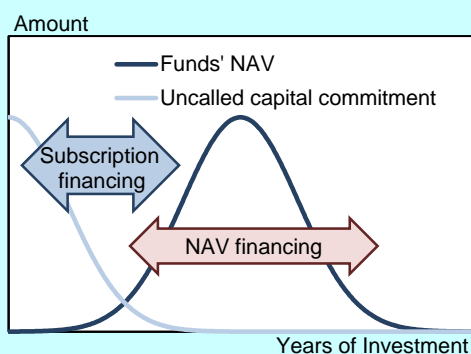 Amount
Funds' NAV
Uncalled capital commitment
Subscription
financing
NAV financing
Years of Investment